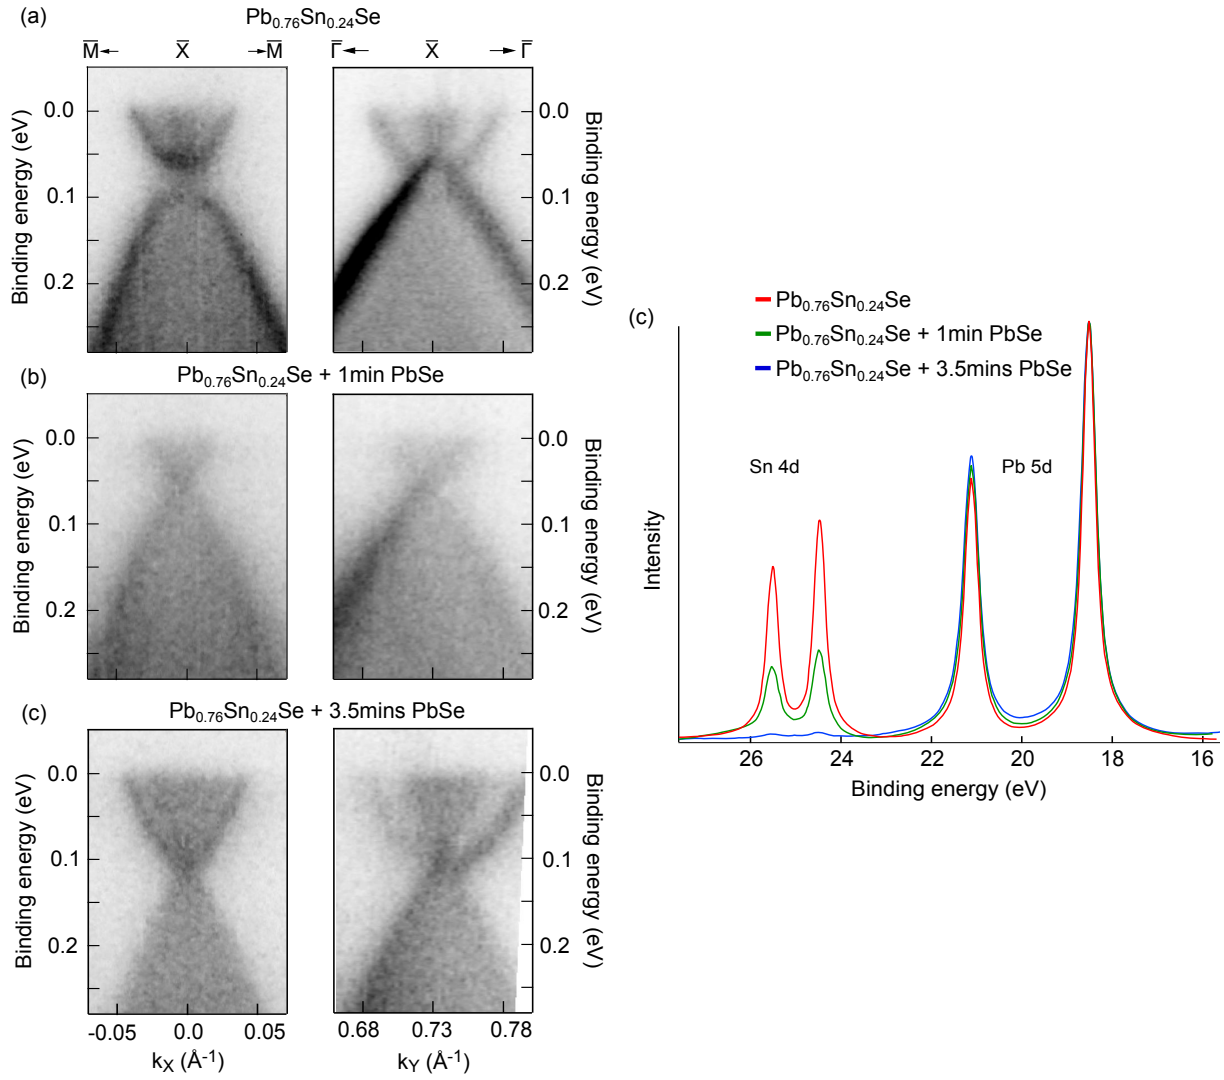 (a)
Pb0.76Sn0.24Se
M̅ ← X̅ → M̅
Γ̅ ← X̅ → Γ̅
0.0
0.1
0.2
Binding energy (eV)
0.0
0.1
0.2
Binding energy (eV)
(b)
Pb0.76Sn0.24Se + 1min PbSe
0.0
0.1
0.2
Binding energy (eV)
0.0
0.1
0.2
Binding energy (eV)
(c)
Pb0.76Sn0.24Se + 3.5mins PbSe
0.0
0.1
0.2
Binding energy (eV)
0.0
0.1
0.2
Binding energy (eV)
-0.05 0.0 0.05
kX (Å-1)
0.68 0.73 0.78
kY (Å-1)
(c)
Pb0.76Sn0.24Se
Pb0.76Sn0.24Se + 1min PbSe
Pb0.76Sn0.24Se + 3.5mins PbSe
Sn 4d
Pb 5d
Intensity
26 24 22 20 18 16
Binding energy (eV)